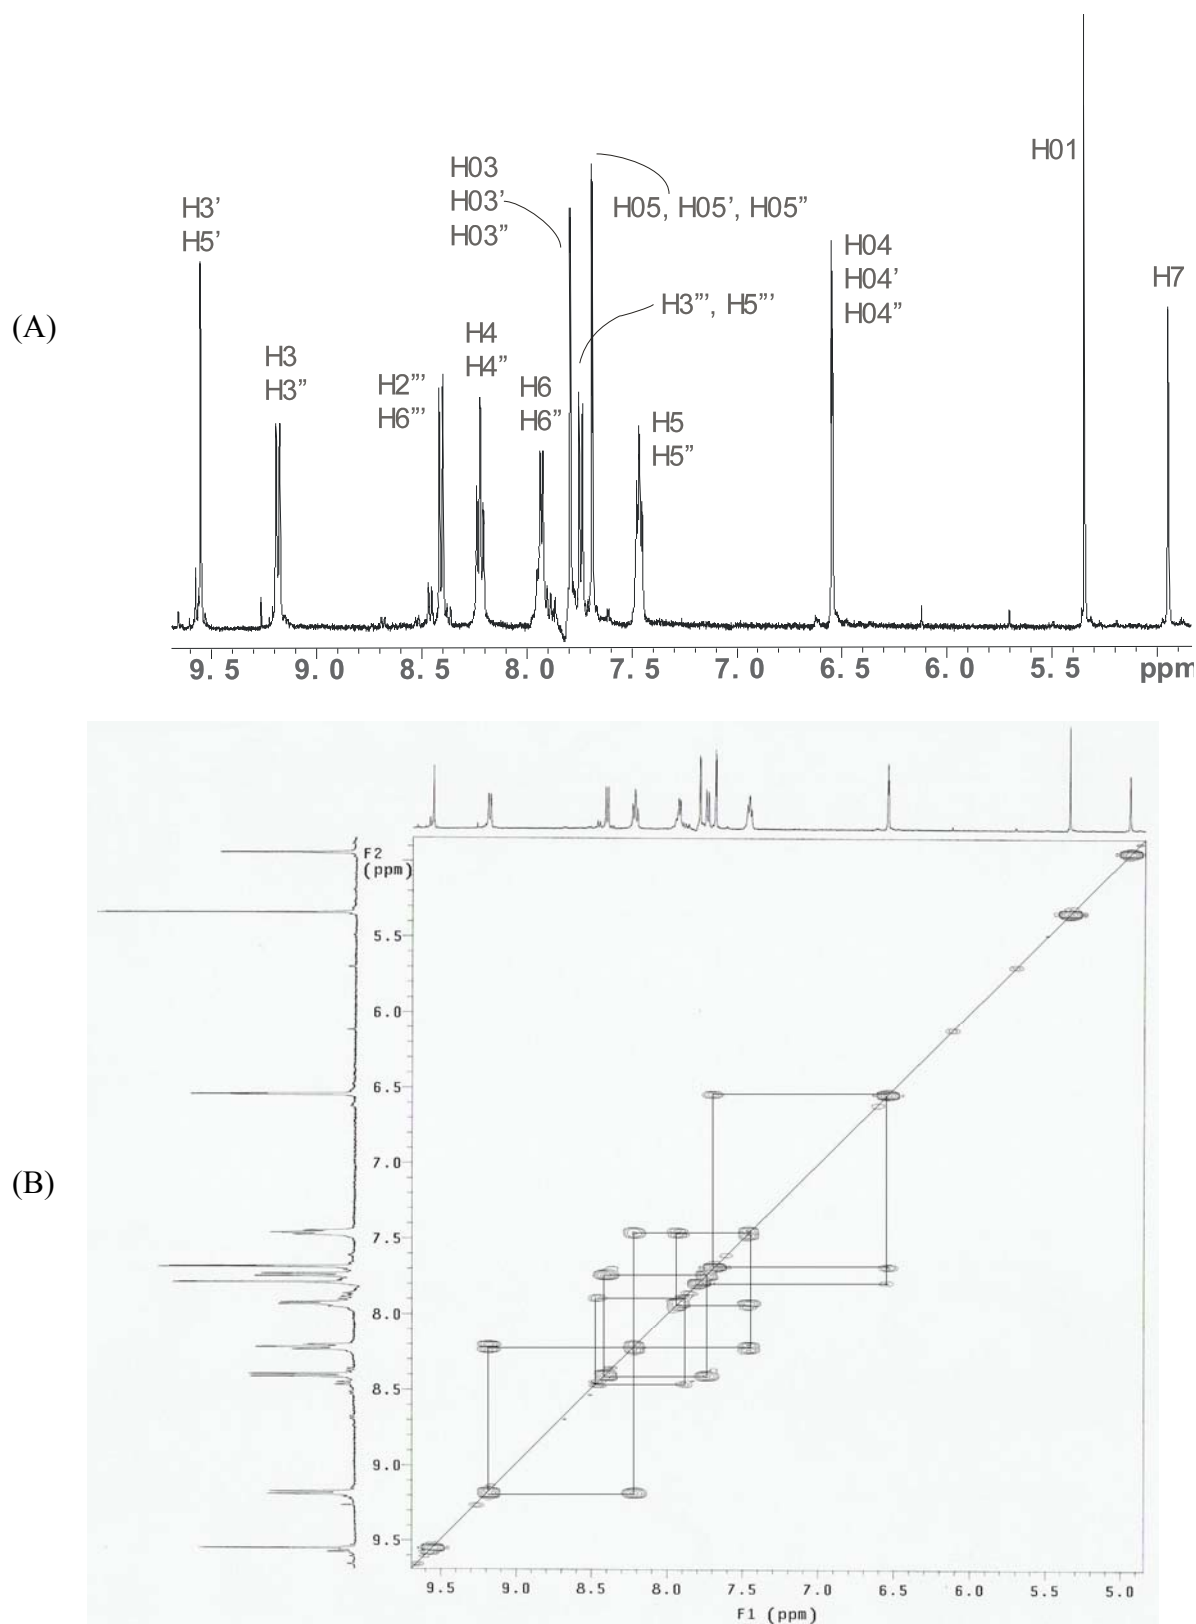 H01
H03
H03'
H03"
H05, H05', H05"
H3'
H5'
H04
H04'
H04"
H7
H3"', H5"'
(A)
H4
H4"
H3
H3"
H2"'
H6"'
H6
H6"
H5
H5"
9.5 9.0 8.5 8.0 7.5 7.0 6.5 6.0 5.5 ppm
F2
(ppm)
5.5
6.0
6.5
7.0
(B)
7.5
8.0
8.5
9.0
9.5
9.5 9.0 8.5 8.0 7.5 7.0 6.5 6.0 5.5 5.0
F1 (ppm)